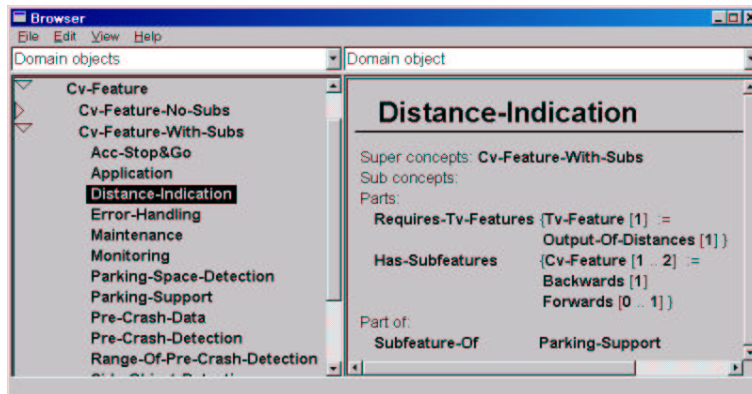 Browser
File Edit View Help
Domain objects
Domain object
Cv-Feature
Cv-Feature-No-Subs
Cv-Feature-With-Subs
Acc-Stop&Go
Application
Distance-Indication
Error-Handling
Maintenance
Monitoring
Parking-Space-Detection
Parking-Support
Pre-Crash-Data
Pre-Crash-Detection
Range-Of-Pre-Crash-Detection
Distance-Indication
Super concepts: Cv-Feature-With-Subs
Sub concepts:
Parts:
Requires-Tv-Features {Tv-Feature [1] :=
Output-Of-Distances [1] }
Has-Subfeatures {Cv-Feature [1 .. 2] :=
Backwards [1]
Forwards [0 .. 1] }
Part of:
Subfeature-Of Parking-Support